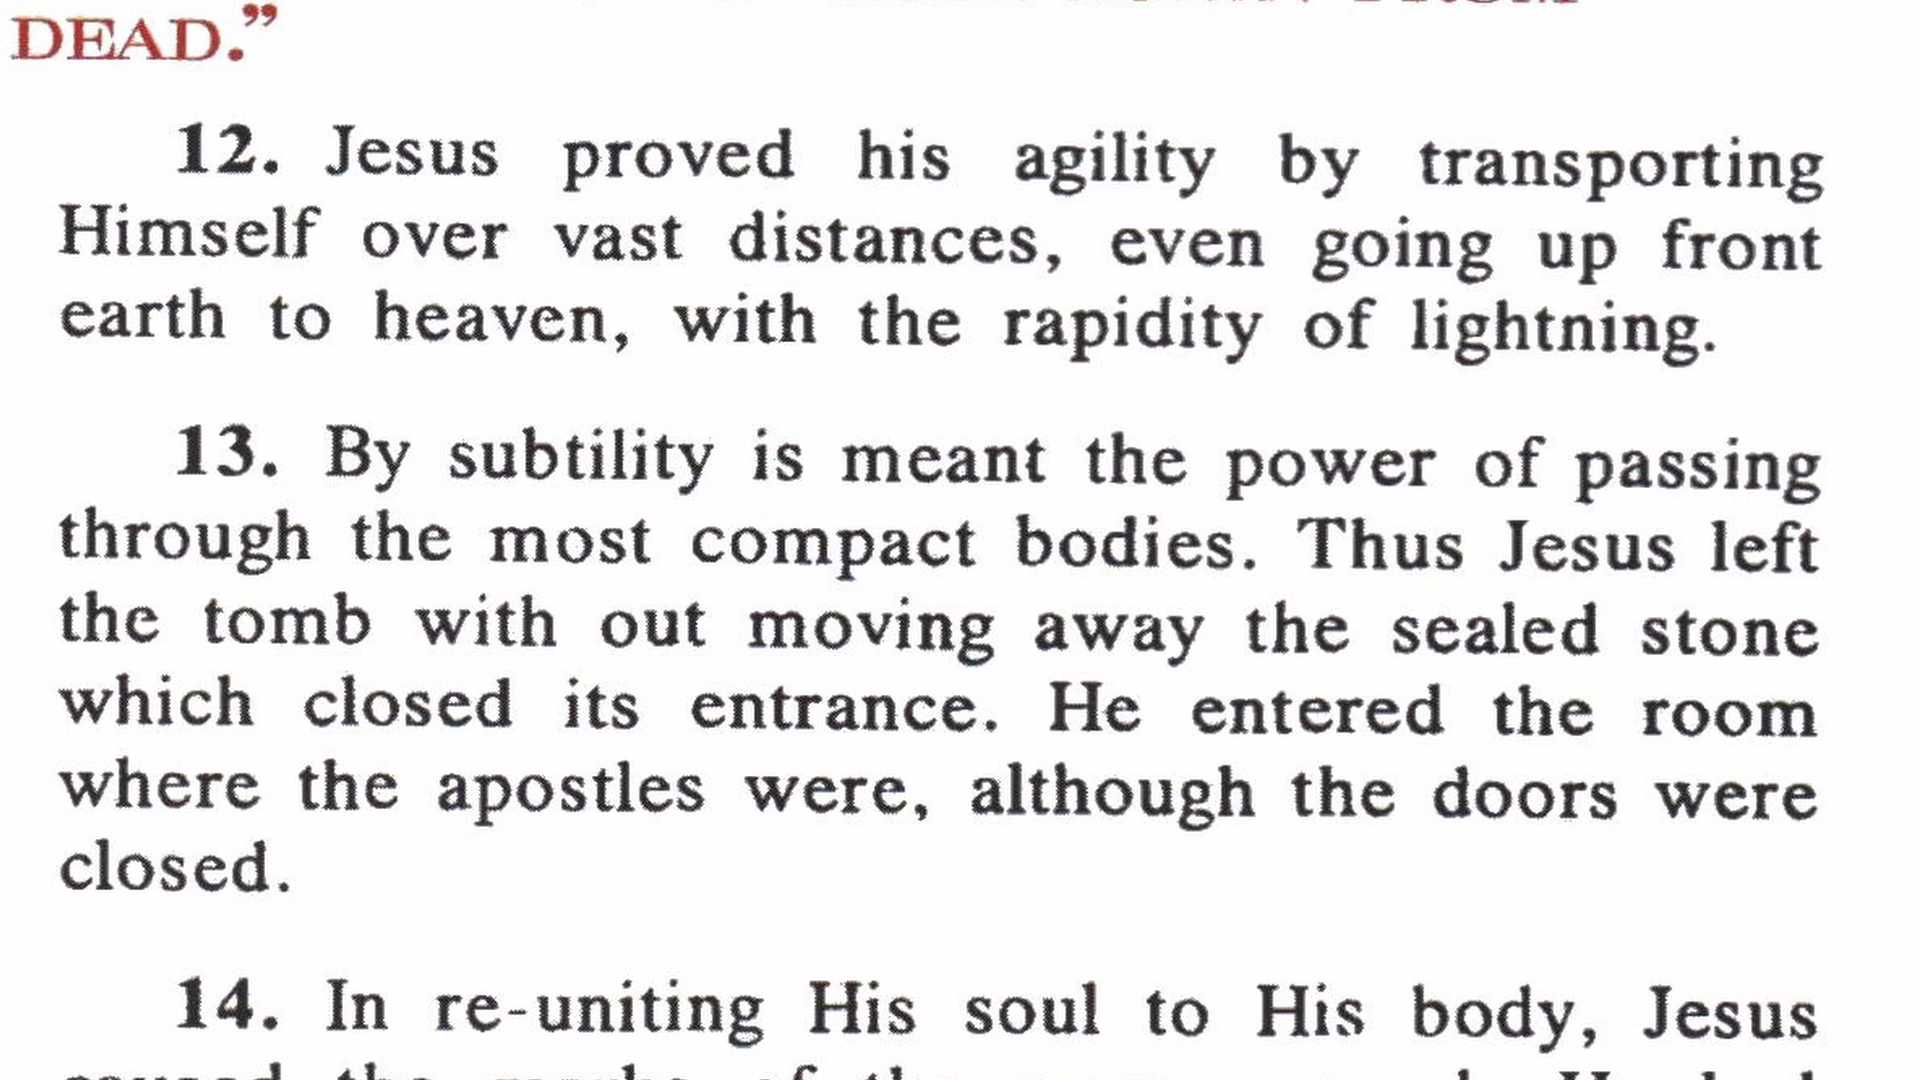 DEAD.”
12. Jesus proved his agility by transporting
Himself over vast distances, even going up front
earth to heaven, with the rapidity of lightning.
13. By subtility is meant the power of passing
through the most compact bodies. Thus Jesus left
the tomb with out moving away the sealed stone
which closed its entrance. He entered the room
where the apostles were, although the doors were
closed.
14. In re-uniting His soul to His body, Jesus